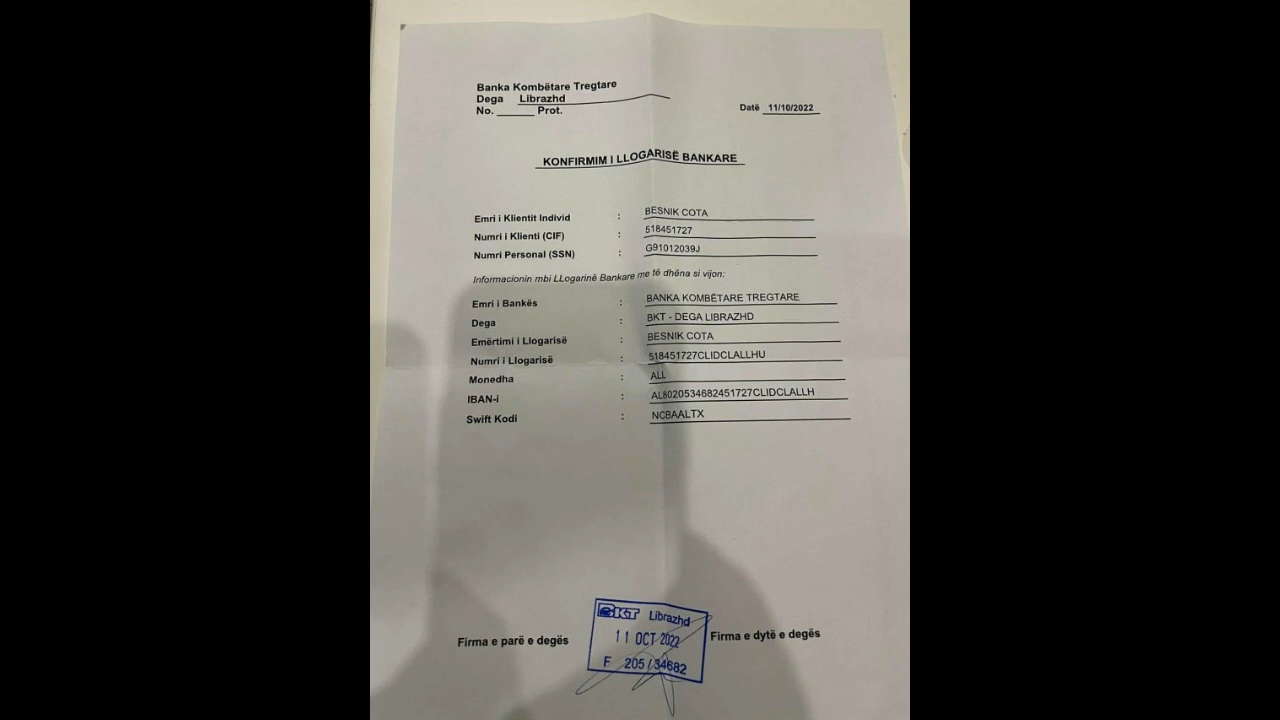 Banka Kombëtare Tregtare
Dega Librazhd
No. ______ Prot.
Datë 11/10/2022
KONFIRMIM I LLOGARISË BANKARE
Emri i Klientit Individ : BESNIK COTA
Numri i Klienti (CIF) : 518451727
Numri Personal (SSN) : G91012039J
Informacionin mbi LLogarinë Bankare me të dhëna si vijon:
Emri i Bankës : BANKA KOMBËTARE TREGTARE
Dega : BKT - DEGA LIBRAZHD
Emërtimi i Llogarisë : BESNIK COTA
Numri i Llogarisë : 518451727CLIDCLALLHU
Monedha : ALL
IBAN-i : AL8020534682451727CLIDCLALLH
Swift Kodi : NCBAALTX
BKT Librazhd
11 OCT 2022
F 205 / 34682
Firma e parë e degës
Firma e dytë e degës